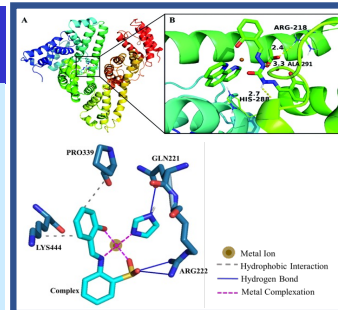 A
B
ARG-218
2.4
3.3 ALA 291
2.7
HIS-288
PRO339
GLN221
LYS444
ARG222
Complex
Metal Ion
Hydrophobic Interaction
Hydrogen Bond
Metal Complexation